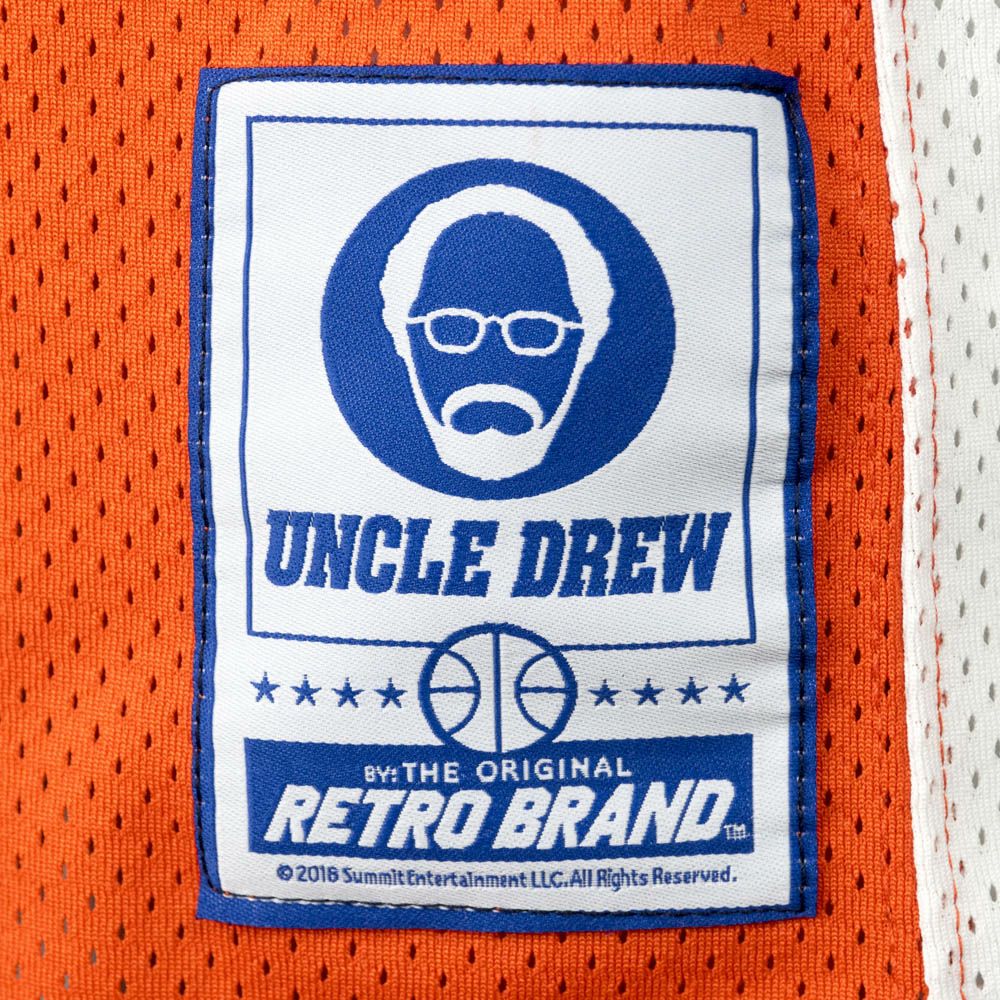 UNCLE DREW
BY: THE ORIGINAL
RETRO BRAND TM
© 2018 Summit Entertainment LLC. All Rights Reserved.